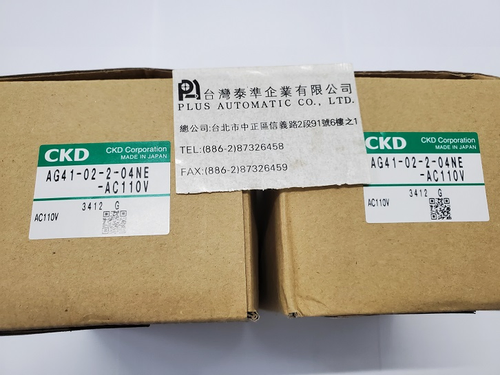 台灣泰準企業有限公司
PLUS AUTOMATIC CO., LTD.
總公司:台北市中正區信義路2段91號6樓之1
TEL:(886-2)87326458
FAX:(886-2)87326459
CKD CKD Corporation
MADE IN JAPAN
AG41-02-2-04NE
-AC110V
3412 G
AC110V
CKD CKD Corporation
MADE IN JAPAN
AG41-02-2-04NE
-AC110V
3412 G
AC110V